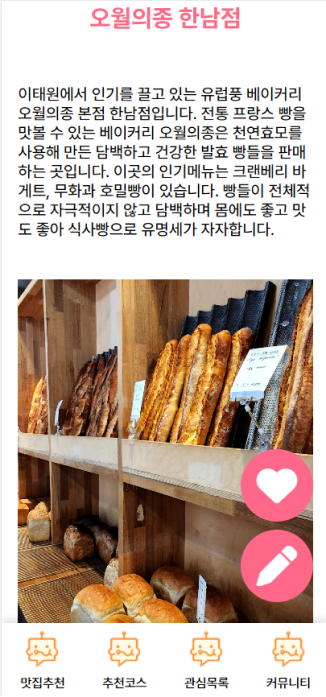 오월의종 한남점
이태원에서 인기를 끌고 있는 유럽풍 베이커리
오월의종 본점 한남점입니다. 전통 프랑스 빵을
맛볼 수 있는 베이커리 오월의종은 천연효모를
사용해 만든 담백하고 건강한 발효 빵들을 판매
하는 곳입니다. 이곳의 인기메뉴는 크랜베리 바
게트, 무화과 호밀빵이 있습니다. 빵들이 전체적
으로 자극적이지 않고 담백하며 몸에도 좋고 맛
도 좋아 식사빵으로 유명세가 자자합니다.
맛집추천 추천코스 관심목록 커뮤니티